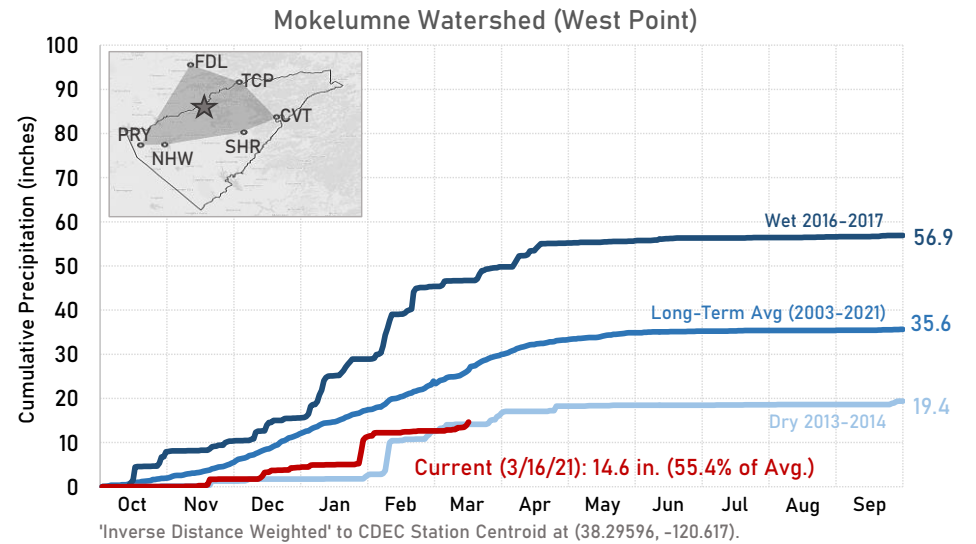 Mokelumne Watershed (West Point)
Cumulative Precipitation (inches)
100
90
80
70
60
50
40
30
20
10
0
FDL
TCP
CVT
PRY
SHR
NHW
Wet 2016-2017
56.9
Long-Term Avg (2003-2021)
35.6
19.4
Dry 2013-2014
Current (3/16/21): 14.6 in. (55.4% of Avg.)
Oct Nov Dec Jan Feb Mar Apr May Jun Jul Aug Sep
'Inverse Distance Weighted' to CDEC Station Centroid at (38.29596, -120.617).